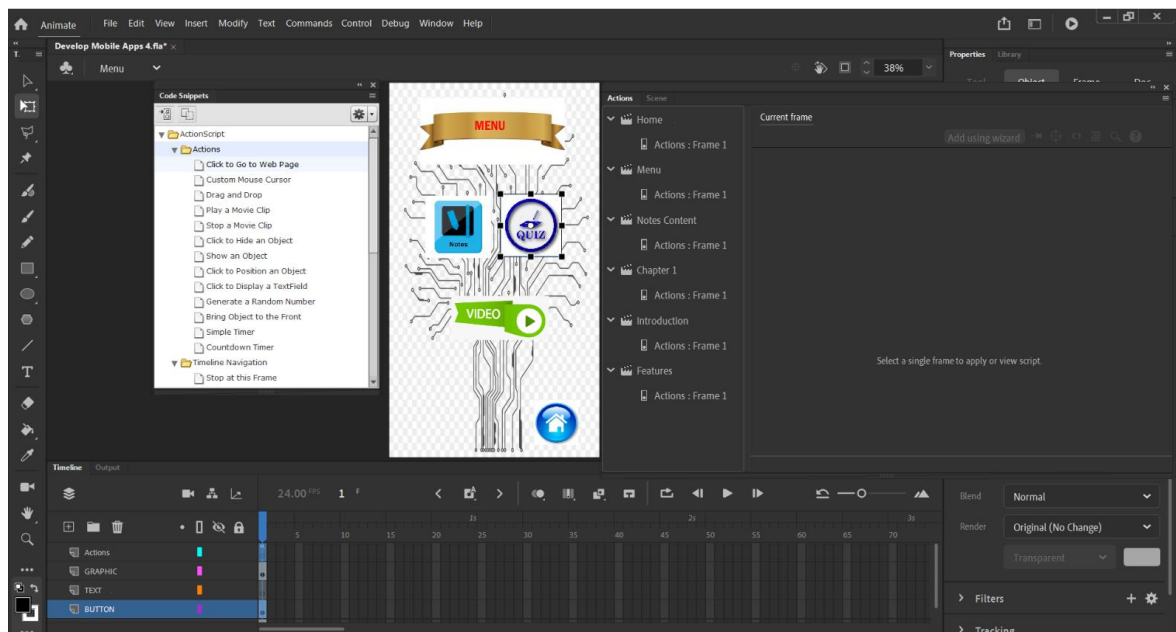 Animate File Edit View Insert Modify Text Commands Control Debug Window Help
Develop Mobile Apps 4.fla* ×
T.
Menu
38%
Properties Library
Object
Code Snippets
ActionScript
Actions
Click to Go to Web Page
Custom Mouse Cursor
Drag and Drop
Play a Movie Clip
Stop a Movie Clip
Click to Hide an Object
Show an Object
Click to Position an Object
Click to Display a TextField
Generate a Random Number
Bring Object to the Front
Simple Timer
Countdown Timer
Timeline Navigation
Stop at this Frame
MENU
Notes
QUIZ
VIDEO
Actions Scene
Home
Actions : Frame 1
Menu
Actions : Frame 1
Notes Content
Actions : Frame 1
Chapter 1
Actions : Frame 1
Introduction
Actions : Frame 1
Features
Actions : Frame 1
Current frame
Add using wizard
Select a single frame to apply or view script.
Timeline Output
24.00 FPS 1 F
1s 2s 3s
5 10 15 20 25 30 35 40 45 50 55 60 65 70
Actions
GRAPHIC
TEXT
BUTTON
Blend Normal
Render Original (No Change)
Transparent
Filters
Tracking